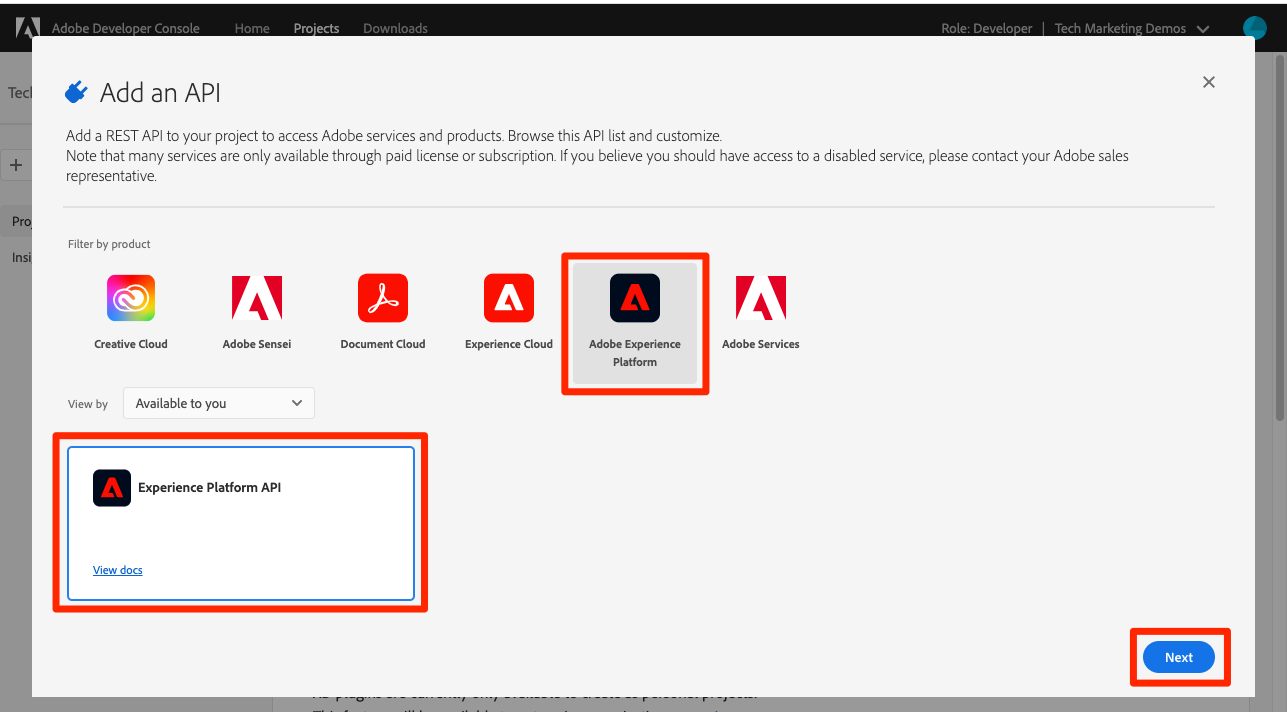 Adobe Developer Console
Home
Projects
Downloads
Role: Developer
Tech Marketing Demos
Add an API
Add a REST API to your project to access Adobe services and products. Browse this API list and customize.
Note that many services are only available through paid license or subscription. If you believe you should have access to a disabled service, please contact your Adobe sales
representative.
Filter by product
Creative Cloud
Adobe Sensei
Document Cloud
Experience Cloud
Adobe Experience
Platform
Adobe Services
View by
Available to you
Experience Platform API
View docs
Next